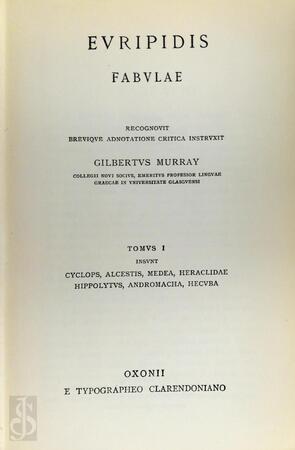 EVRIPIDIS
FABVLAE
RECOGNOVIT
BREVIQVE ADNOTATIONE CRITICA INSTRVXIT
GILBERTVS MURRAY
COLLEGII NOVI SOCIVS, EMERITVS PROFESSOR LINGVAE
GRAECAE IN VNIVERSITATE GLASGVENSI
TOMVS I
INSVNT
CYCLOPS, ALCESTIS, MEDEA, HERACLIDAE
HIPPOLYTVS, ANDROMACHA, HECVBA
OXONII
E TYPOGRAPHEO CLARENDONIANO